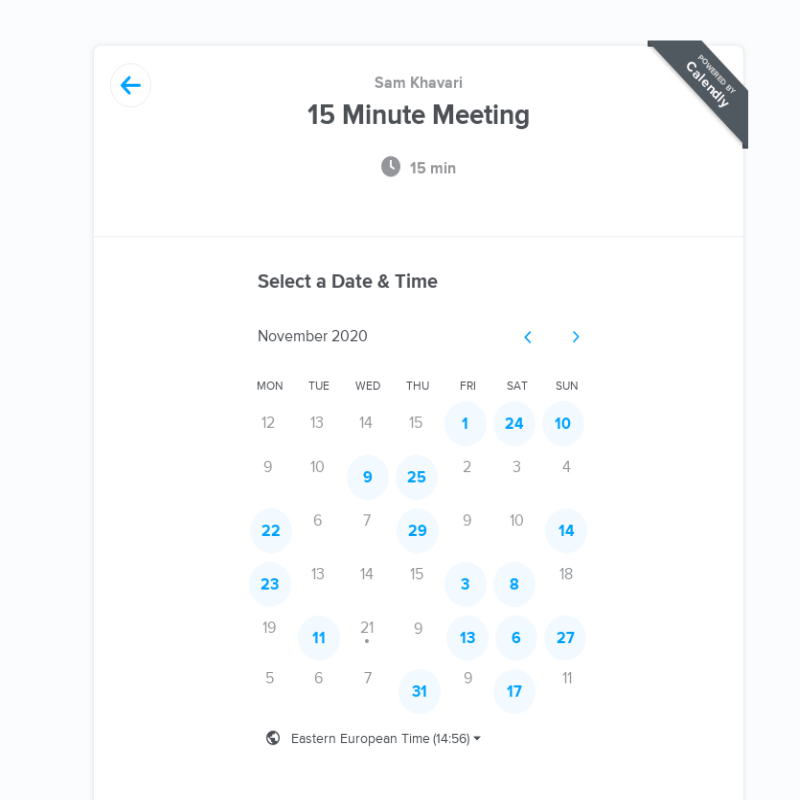 POWERED BY
Calendly
Sam Khavari
15 Minute Meeting
15 min
Select a Date & Time
November 2020
MON TUE WED THU FRI SAT SUN
12 13 14 15 1 24 10
9 10 9 25 2 3 4
22 6 7 29 9 10 14
23 13 14 15 3 8 18
19 11 21 9 13 6 27
5 6 7 31 9 17 11
Eastern European Time (14:56)